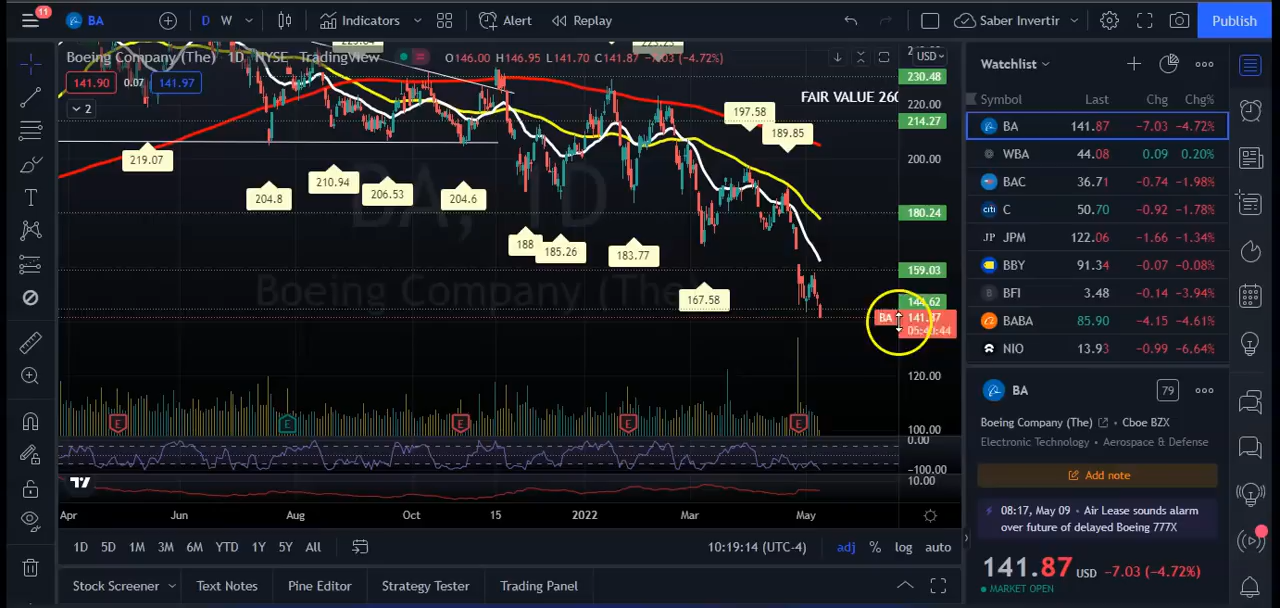 11
BA
D W
Indicators
Alert
Replay
Saber Invertir
Publish
Boeing Company (The) 1D NYSE TradingView
O146.00 H146.95 L141.70 C141.87 −7.03 (−4.72%)
USD
141.90 0.07 141.97
2
FAIR VALUE 260
230.48
220.00
214.27
200.00
180.24
159.03
144.62
BA 141.87
120.00
100.00
0.00
−100.00
10.00
197.58
189.85
219.07
204.8
210.94
206.53
204.6
188
185.26
183.77
167.58
BA, 1D
Boeing Company (The)
E E E E E
Apr Jun Aug Oct 15 2022 Mar May
1D 5D 1M 3M 6M YTD 1Y 5Y All
10:19:14 (UTC-4) adj % log auto
Stock Screener Text Notes Pine Editor Strategy Tester Trading Panel
Watchlist
Symbol Last Chg Chg%
BA 141.87 −7.03 −4.72%
WBA 44.08 0.09 0.20%
BAC 36.71 −0.74 −1.98%
citi C 50.70 −0.92 −1.78%
JP JPM 122.06 −1.66 −1.34%
BBY 91.34 −0.07 −0.08%
B BFI 3.48 −0.14 −3.94%
BABA 85.90 −4.15 −4.61%
NIO 13.93 −0.99 −6.64%
BA 79
Boeing Company (The) • Cboe BZX
Electronic Technology • Aerospace & Defense
Add note
08:17, May 09 • Air Lease sounds alarm
over future of delayed Boeing 777X
141.87 USD −7.03 (−4.72%)
MARKET OPEN